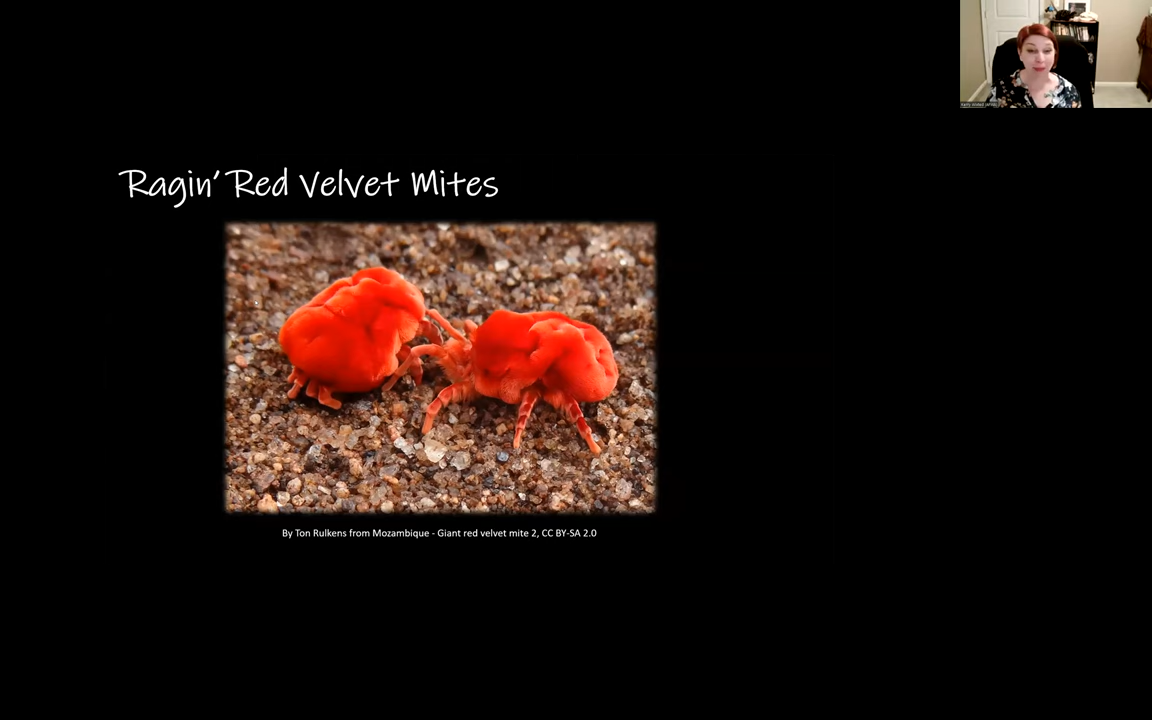 Ragin' Red Velvet Mites
By Ton Rulkens from Mozambique - Giant red velvet mite 2, CC BY-SA 2.0